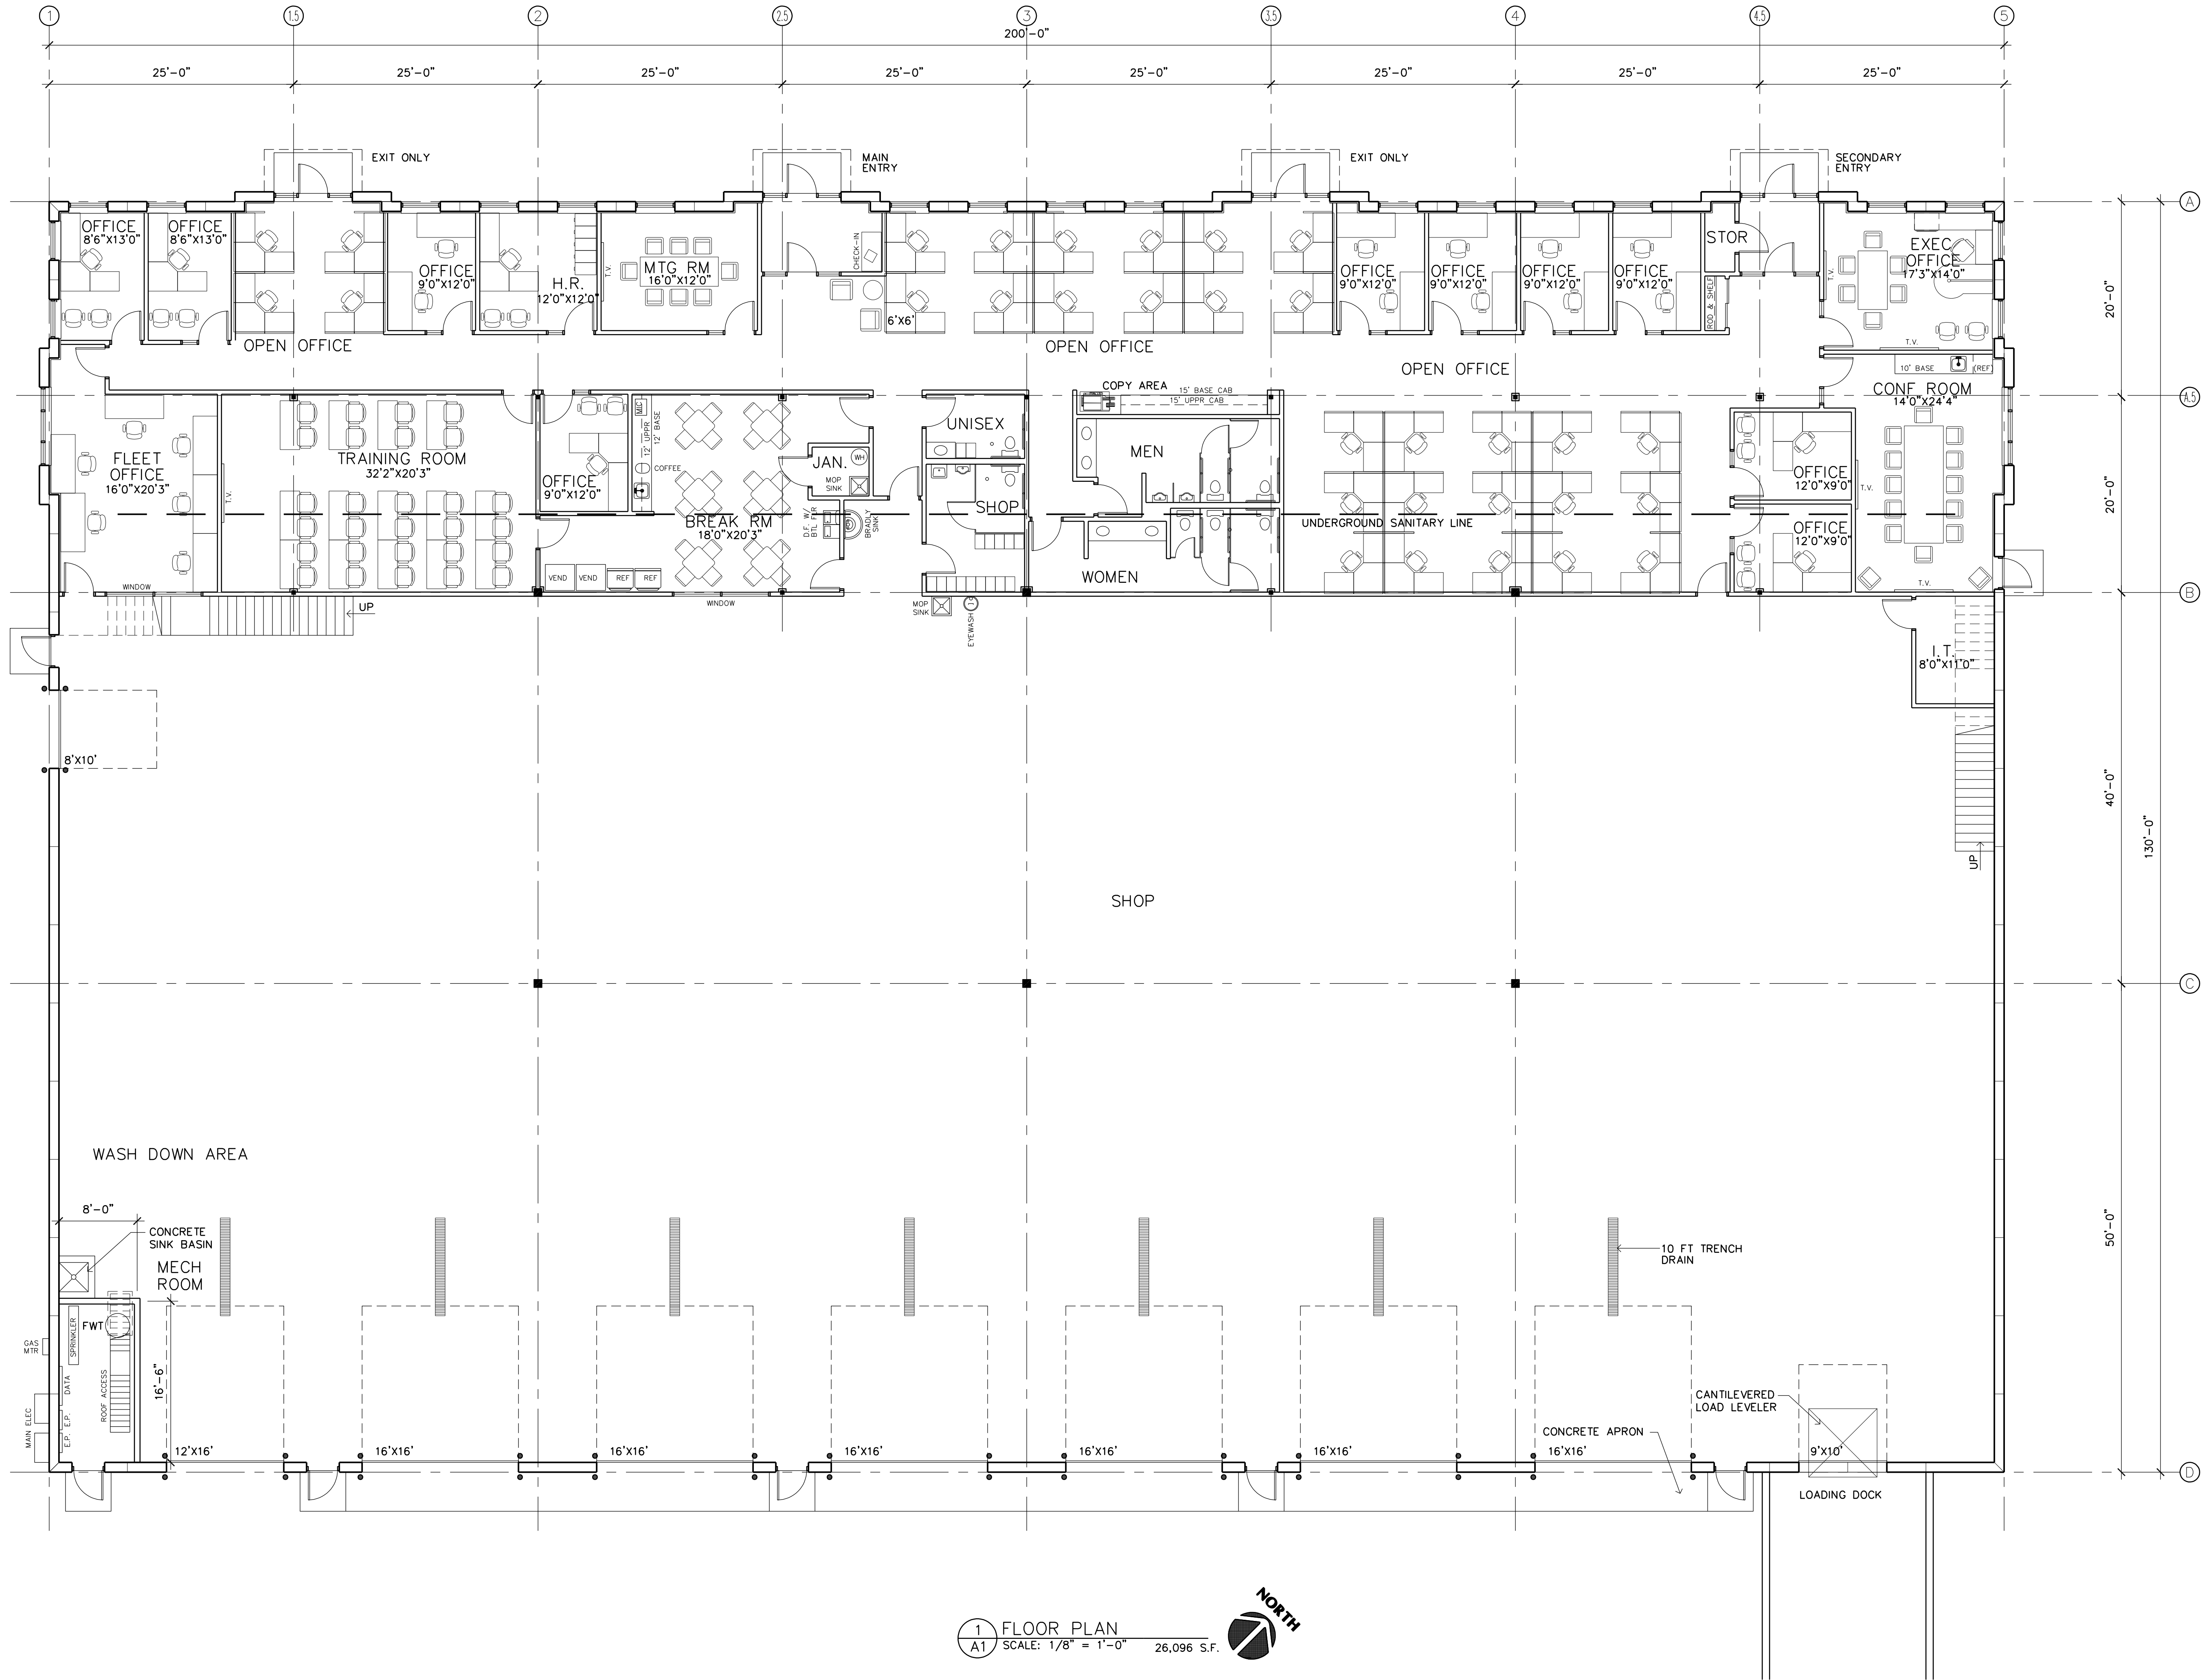 1
1.5
2
2.5
3
3.5
4
4.5
5
200'-0"
25'-0"
25'-0"
25'-0"
25'-0"
25'-0"
25'-0"
25'-0"
25'-0"
EXIT ONLY
MAIN
ENTRY
EXIT ONLY
SECONDARY
ENTRY
A
OFFICE
8'6"X13'0"
OFFICE
8'6"X13'0"
OFFICE
9'0"X12'0"
H.R.
12'0"X12'0"
T.V.
MTG RM
16'0"X12'0"
CHECK-IN
6'X6'
OFFICE
9'0"X12'0"
OFFICE
9'0"X12'0"
OFFICE
9'0"X12'0"
OFFICE
9'0"X12'0"
STOR
ROD & SHELF
T.V.
EXEC
OFFICE
17'3"X14'0"
T.V.
20'-0"
OPEN OFFICE
OPEN OFFICE
OPEN OFFICE
COPY AREA
15' BASE CAB
15' UPPR CAB
10' BASE
(REF)
CONF ROOM
14'0"X24'4"
A.5
FLEET
OFFICE
16'0"X20'3"
T.V.
TRAINING ROOM
32'2"X20'3"
OFFICE
9'0"X12'0"
MIC
12' UPPR
12' BASE
COFFEE
BREAK RM
18'0"X20'3"
JAN.
WH
MOP
SINK
D.F. W/
BTL FLR
BRADLY
SINK
UNISEX
SHOP
MEN
WOMEN
UNDERGROUND SANITARY LINE
OFFICE
12'0"X9'0"
T.V.
OFFICE
12'0"X9'0"
T.V.
20'-0"
VEND
VEND
REF
REF
WINDOW
WINDOW
B
UP
MOP
SINK
EYEWASH
I.T.
8'0"X11'0"
8'X10'
UP
40'-0"
130'-0"
SHOP
C
WASH DOWN AREA
8'-0"
CONCRETE
SINK BASIN
MECH
ROOM
10 FT TRENCH
DRAIN
50'-0"
FWT
SPRINKLER
GAS
MTR
DATA
E.P.
E.P.
MAIN ELEC
ROOF ACCESS
16'-6"
CANTILEVERED
LOAD LEVELER
CONCRETE APRON
12'X16'
16'X16'
16'X16'
16'X16'
16'X16'
16'X16'
16'X16'
9'X10'
D
LOADING DOCK
NORTH
1
A1
FLOOR PLAN
SCALE: 1/8" = 1'-0"
26,096 S.F.